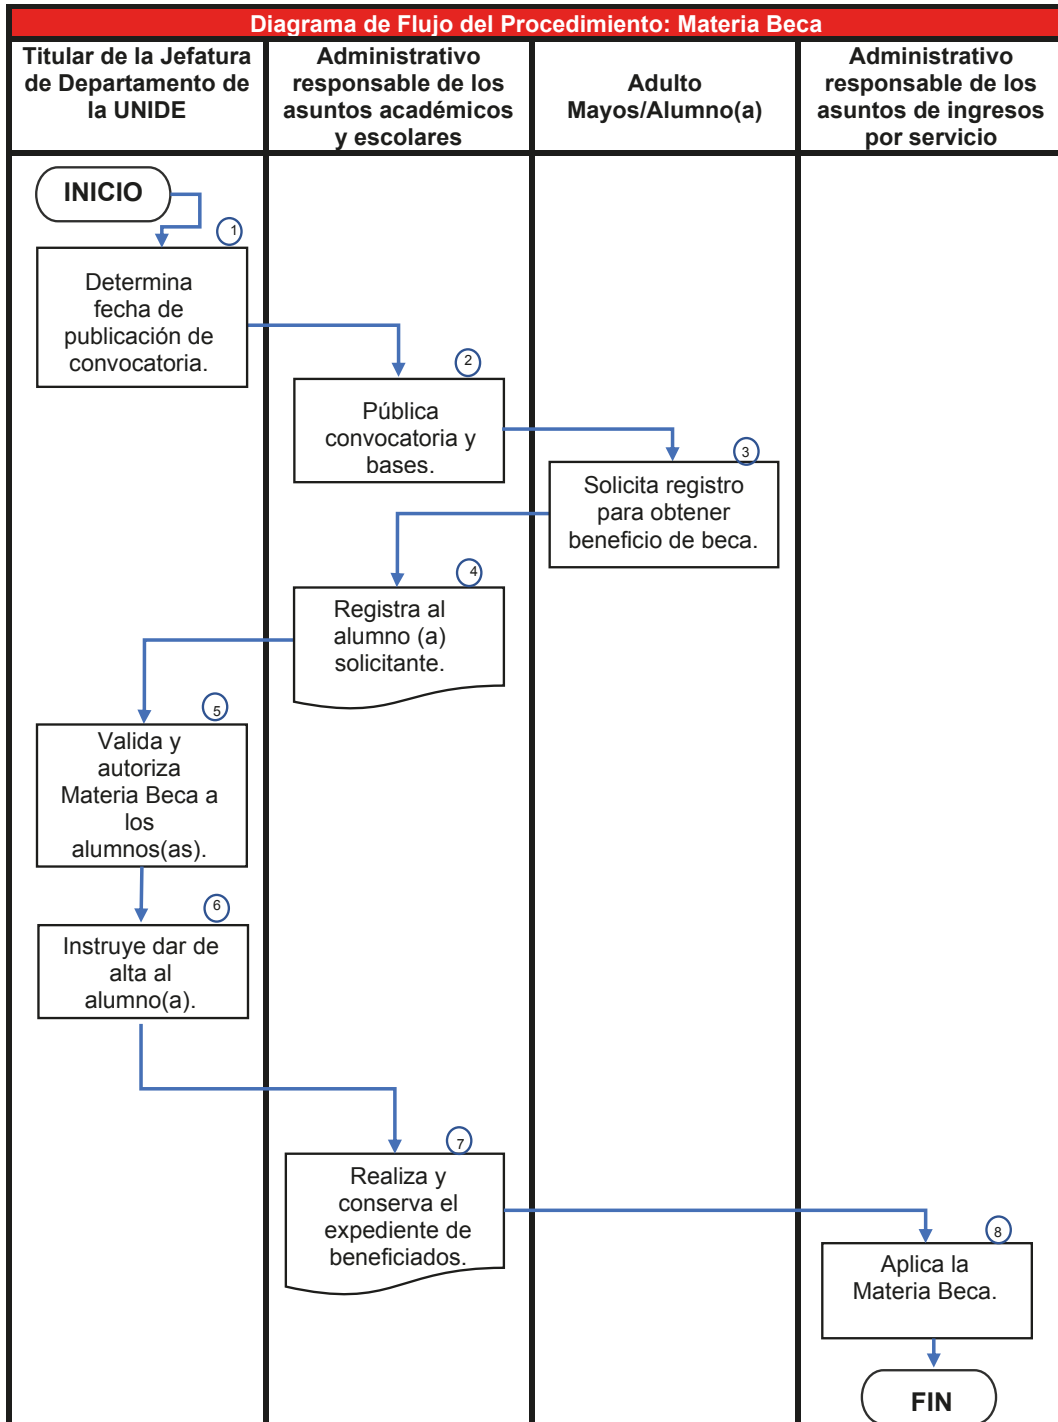 Diagrama de Flujo del Procedimiento: Materia Beca
Titular de la Jefatura
de Departamento de
la UNIDE
Administrativo
responsable de los
asuntos académicos
y escolares
Adulto
Mayos/Alumno(a)
Administrativo
responsable de los
asuntos de ingresos
por servicio
INICIO
1
Determina
fecha de
publicación de
convocatoria.
2
Pública
convocatoria y
bases.
3
Solicita registro
para obtener
beneficio de beca.
4
Registra al
alumno (a)
solicitante.
5
Valida y
autoriza
Materia Beca a
los
alumnos(as).
6
Instruye dar de
alta al
alumno(a).
7
Realiza y
conserva el
expediente de
beneficiados.
8
Aplica la
Materia Beca.
FIN